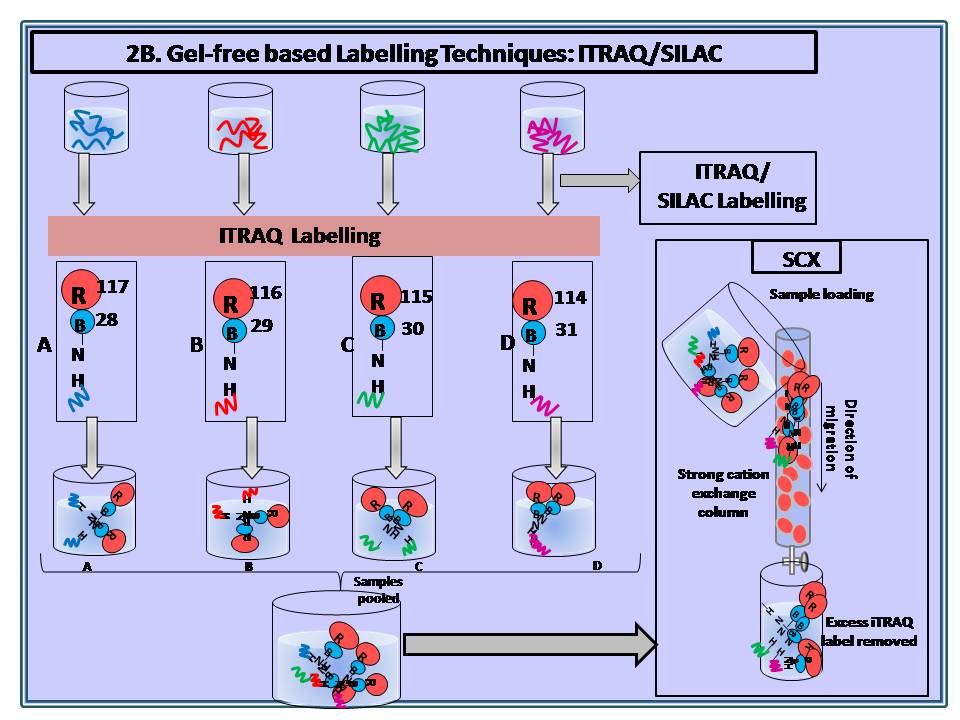 2B. Gel-free based Labelling Techniques: ITRAQ/SILAC
ITRAQ/
SILAC Labelling
ITRAQ Labelling
A
R
117
B
28
N
H
B
R
116
B
29
N
H
C
R
115
B
30
N
H
D
R
114
B
31
N
H
A
B
C
D
Samples
pooled
SCX
Sample loading
Direction of
migration
Strong cation
exchange
column
Excess iTRAQ
label removed